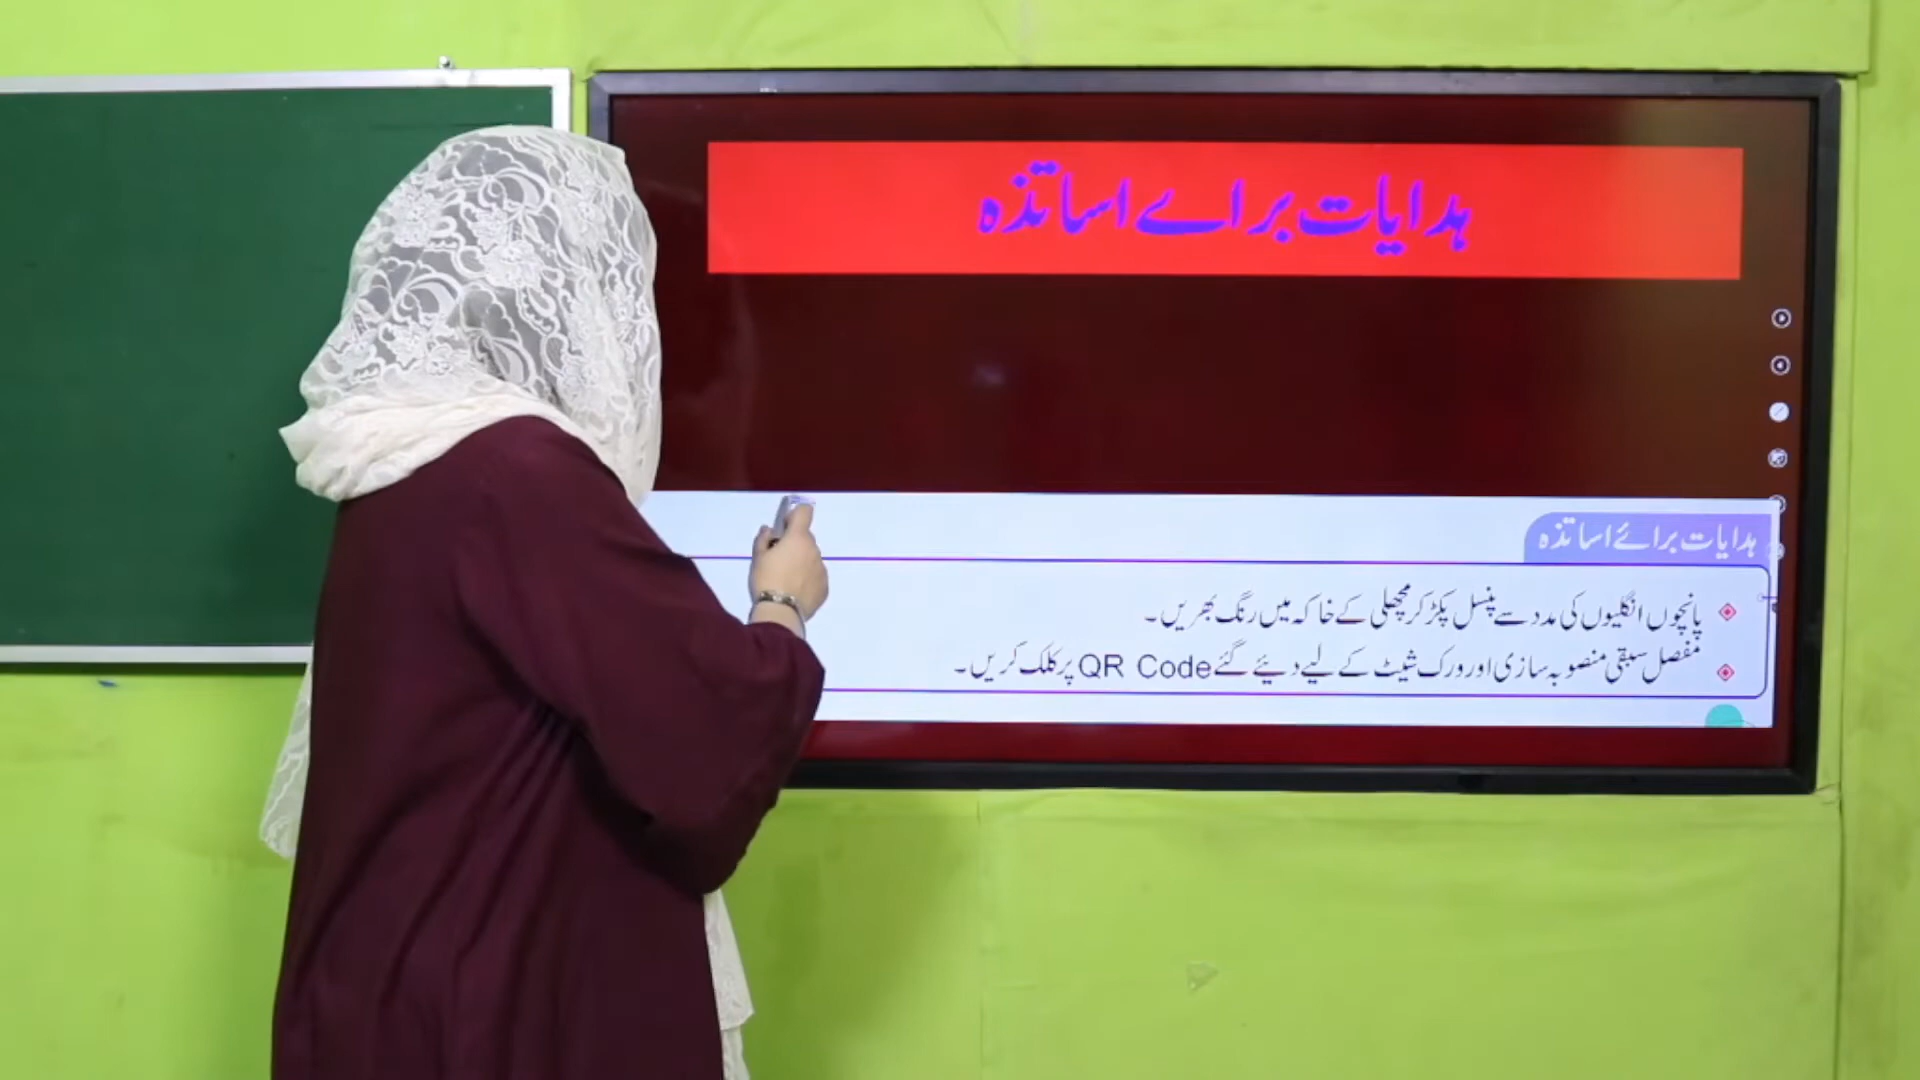 ہدایات براے اساتذہ
ہدایات برائے اساتذہ
پانچوں انگلیوں کی مدد سے پنسل پکڑ کر مچھلی کے خاکہ میں رنگ بھریں۔
مفصل سبقی منصوبہ سازی اور ورک شیٹ کے لیے دیئے گئے QR Code پر کلک کریں۔